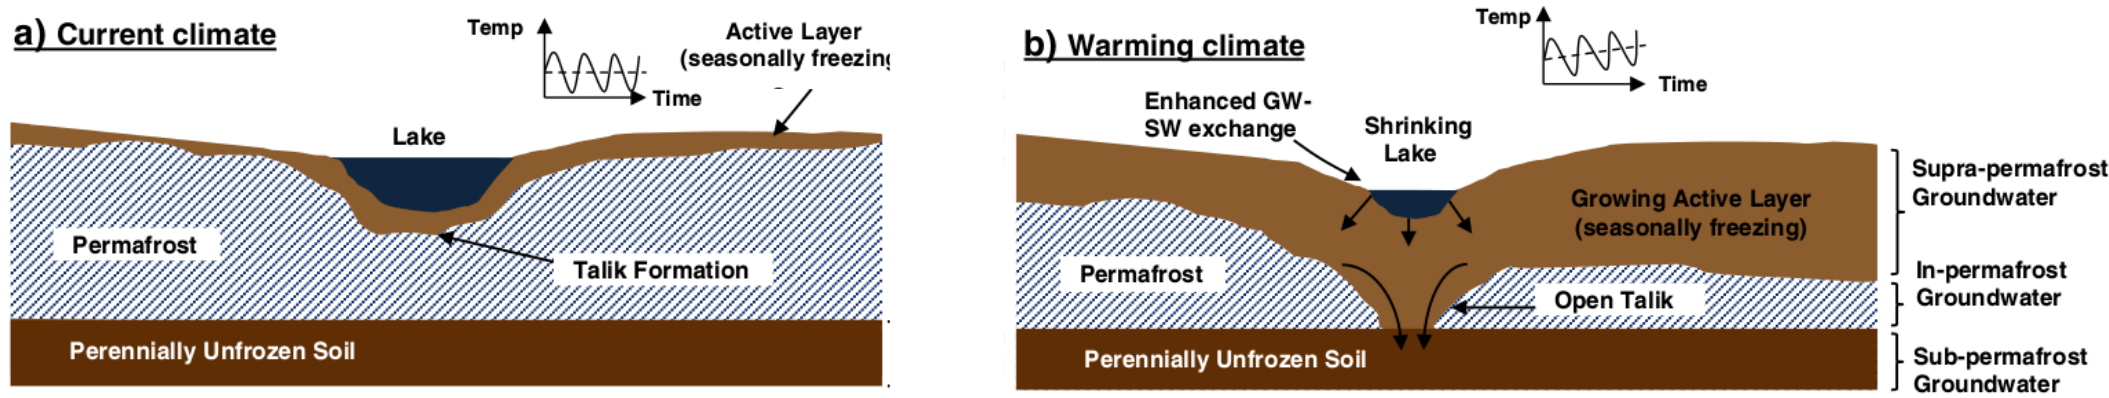 a) Current climate
Temp
Time
Active Layer
(seasonally freezing
Lake
Permafrost
Talik Formation
Perennially Unfrozen Soil
b) Warming climate
Temp
Time
Enhanced GW-
SW exchange
Shrinking
Lake
Growing Active Layer
(seasonally freezing)
Permafrost
Open Talik
Perennially Unfrozen Soil
Supra-permafrost
Groundwater
In-permafrost
Groundwater
Sub-permafrost
Groundwater